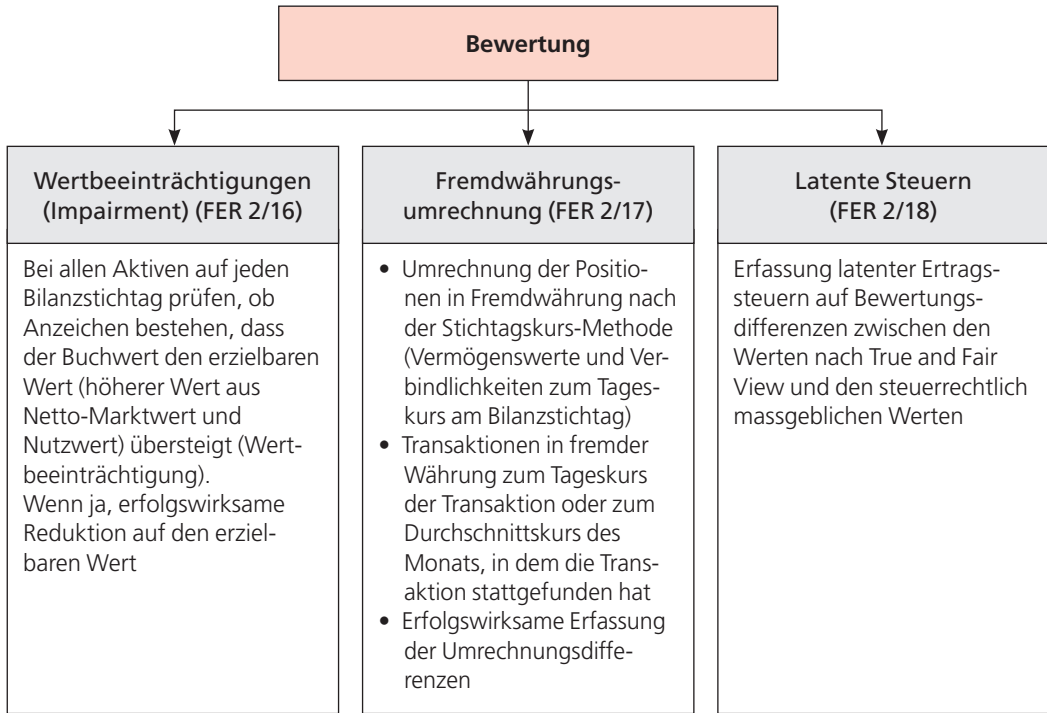 Bewertung
Wertbeeinträchtigungen
(Impairment) (FER 2/16)
Bei allen Aktiven auf jeden
Bilanzstichtag prüfen, ob
Anzeichen bestehen, dass
der Buchwert den erzielbaren
Wert (höherer Wert aus
Netto-Marktwert und
Nutzwert) übersteigt (Wert-
beeinträchtigung).
Wenn ja, erfolgswirksame
Reduktion auf den erziel-
baren Wert
Fremdwährungs-
umrechnung (FER 2/17)
• Umrechnung der Positio-
nen in Fremdwährung nach
der Stichtagskurs-Methode
(Vermögenswerte und Ver-
bindlichkeiten zum Tages-
kurs am Bilanzstichtag)
• Transaktionen in fremder
Währung zum Tageskurs
der Transaktion oder zum
Durchschnittskurs des
Monats, in dem die Trans-
aktion stattgefunden hat
• Erfolgswirksame Erfassung
der Umrechnungsdiffe-
renzen
Latente Steuern
(FER 2/18)
Erfassung latenter Ertrags-
steuern auf Bewertungs-
differenzen zwischen den
Werten nach True and Fair
View und den steuerrechtlich
massgeblichen Werten